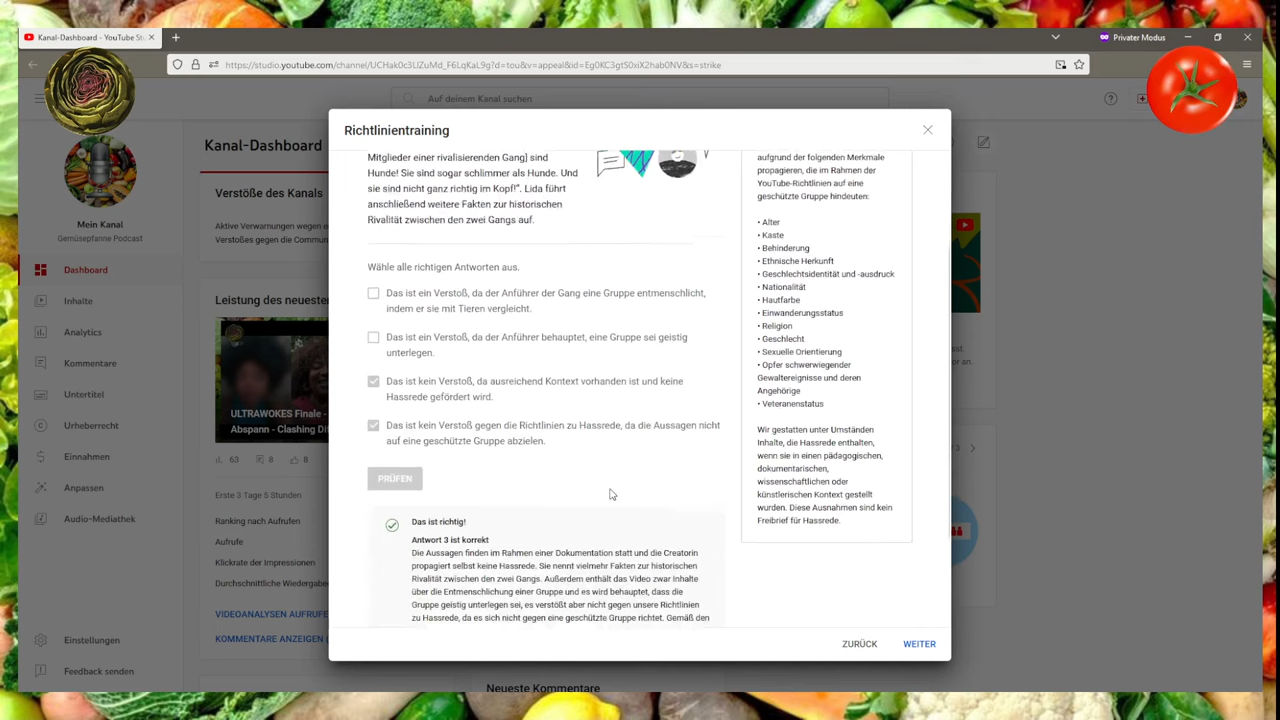 Kanal-Dashboard - YouTube Stu
Privater Modus
https://studio.youtube.com/channel/UCHak0c3LIZuMd_F6LqKaL9g?d=tou&v=appeal&id=Eg0KC3gtS0xiX2hab0NV&s=strike
Auf deinem Kanal suchen
Mein Kanal
Gemüsepfanne Podcast
Dashboard
Inhalte
Analytics
Kommentare
Untertitel
Urheberrecht
Einnahmen
Anpassen
Audio-Mediathek
Einstellungen
Feedback senden
Kanal-Dashboard
Verstöße des Kanals
Aktive Verwarnungen wegen e
Verstoßes gegen die Commun
Leistung des neuesten
ULTRAWOKES Finale -
Abspann - Clashing Dif
63 8 8
Erste 3 Tage 5 Stunden
Ranking nach Aufrufen
Aufrufe
Klickrate der Impressionen
Durchschnittliche Wiedergabed
VIDEOANALYSEN AUFRUFE
KOMMENTARE ANZEIGEN (
Richtlinientraining
Mitglieder einer rivalisierenden Gang] sind
Hunde! Sie sind sogar schlimmer als Hunde. Und
sie sind nicht ganz richtig im Kopf!". Lida führt
anschließend weitere Fakten zur historischen
Rivalität zwischen den zwei Gangs auf.
Wähle alle richtigen Antworten aus.
Das ist ein Verstoß, da der Anführer der Gang eine Gruppe entmenschlicht,
indem er sie mit Tieren vergleicht.
Das ist ein Verstoß, da der Anführer behauptet, eine Gruppe sei geistig
unterlegen.
Das ist kein Verstoß, da ausreichend Kontext vorhanden ist und keine
Hassrede gefördert wird.
Das ist kein Verstoß gegen die Richtlinien zu Hassrede, da die Aussagen nicht
auf eine geschützte Gruppe abzielen.
PRÜFEN
Das ist richtig!
Antwort 3 ist korrekt
Die Aussagen finden im Rahmen einer Dokumentation statt und die Creatorin
propagiert selbst keine Hassrede. Sie nennt vielmehr Fakten zur historischen
Rivalität zwischen den zwei Gangs. Außerdem enthält das Video zwar Inhalte
über die Entmenschlichung einer Gruppe und es wird behauptet, dass die
Gruppe geistig unterlegen sei, es verstößt aber nicht gegen unsere Richtlinien
zu Hassrede, da es sich nicht gegen eine geschützte Gruppe richtet. Gemäß den
aufgrund der folgenden Merkmale
propagieren, die im Rahmen der
YouTube-Richtlinien auf eine
geschützte Gruppe hindeuten:
• Alter
• Kaste
• Behinderung
• Ethnische Herkunft
• Geschlechtsidentität und -ausdruck
• Nationalität
• Hautfarbe
• Einwanderungsstatus
• Religion
• Geschlecht
• Sexuelle Orientierung
• Opfer schwerwiegender
Gewaltereignisse und deren
Angehörige
• Veteranenstatus
Wir gestatten unter Umständen
Inhalte, die Hassrede enthalten,
wenn sie in einen pädagogischen,
dokumentarischen,
wissenschaftlichen oder
künstlerischen Kontext gestellt
wurden. Diese Ausnahmen sind kein
Freibrief für Hassrede.
ZURÜCK
WEITER
Neueste Kommentare